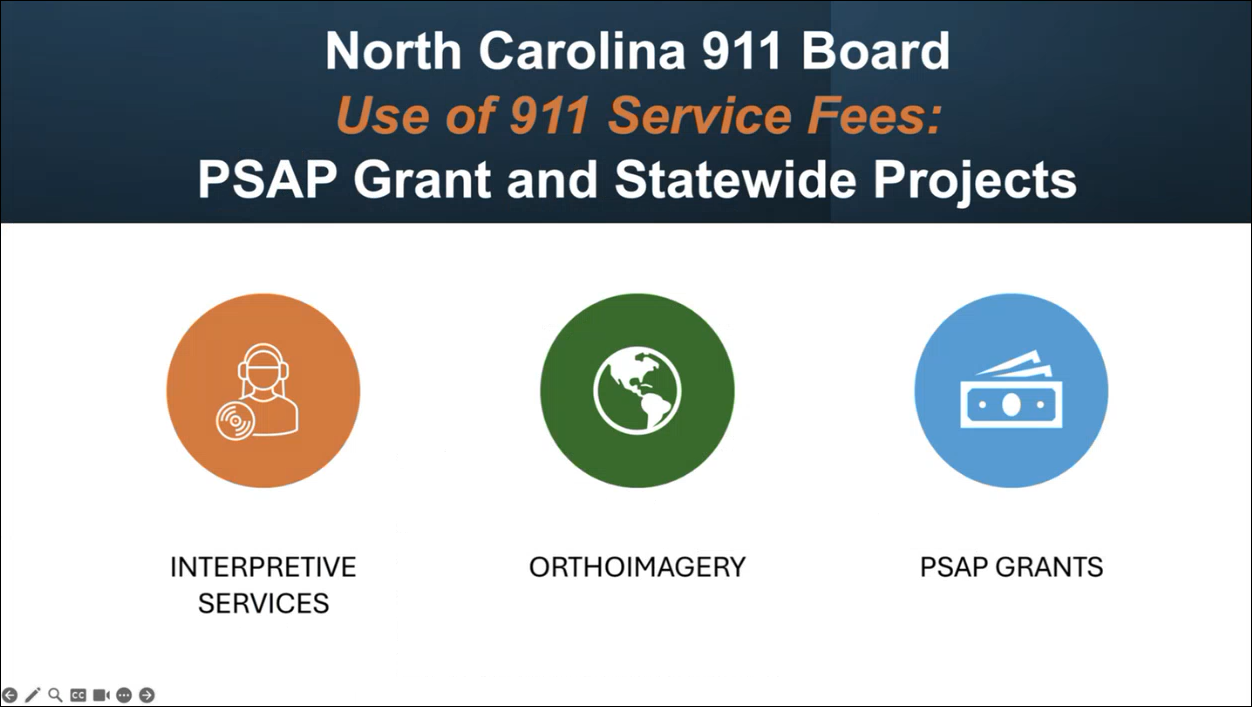 North Carolina 911 Board
Use of 911 Service Fees:
PSAP Grant and Statewide Projects
INTERPRETIVE
SERVICES
ORTHOIMAGERY
PSAP GRANTS
CC